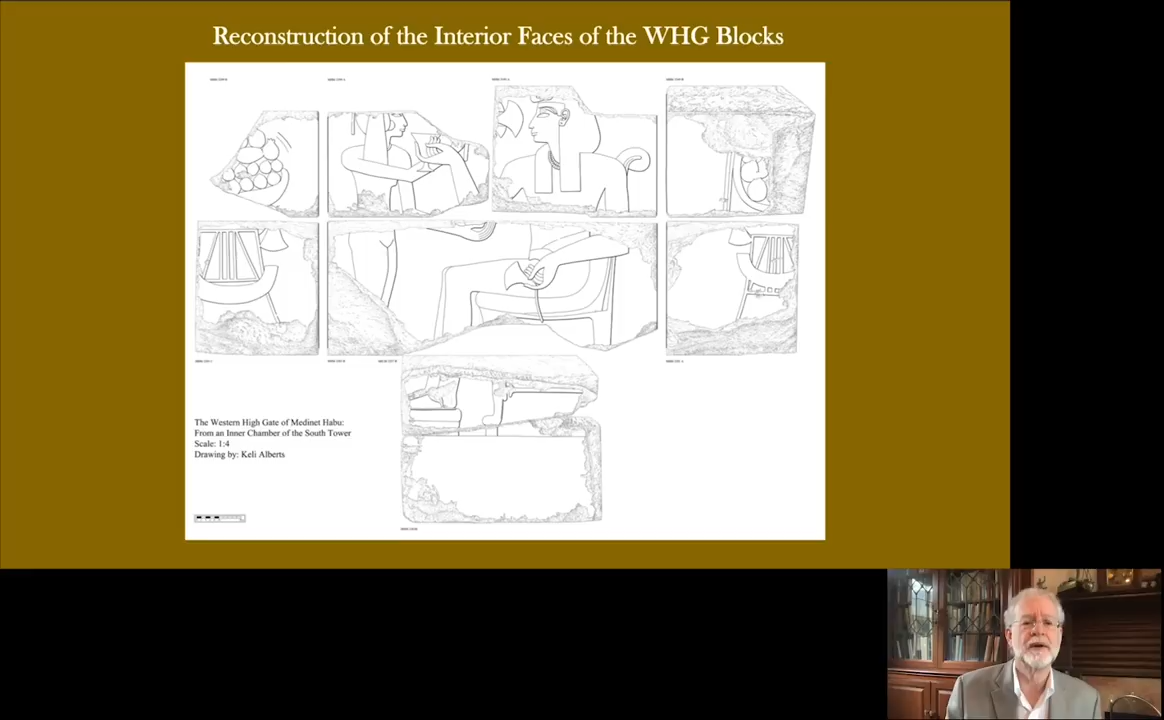 Reconstruction of the Interior Faces of the WHG Blocks
The Western High Gate of Medinet Habu:
From an Inner Chamber of the South Tower
Scale: 1:4
Drawing by: Keli Alberts